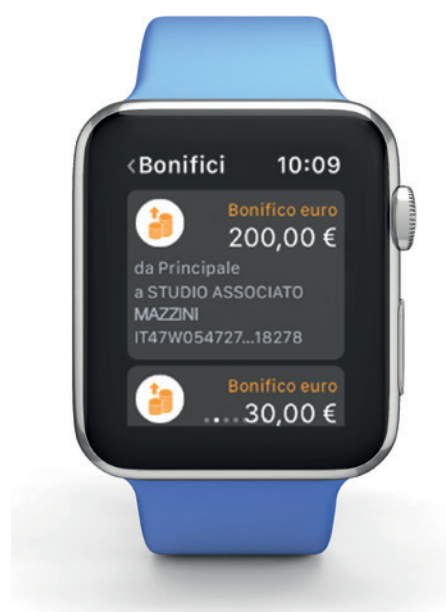 <Bonifici 10:09
Bonifico euro
200,00 €
da Principale
a STUDIO ASSOCIATO
MAZZINI
IT47W054727...18278
Bonifico euro
30,00 €